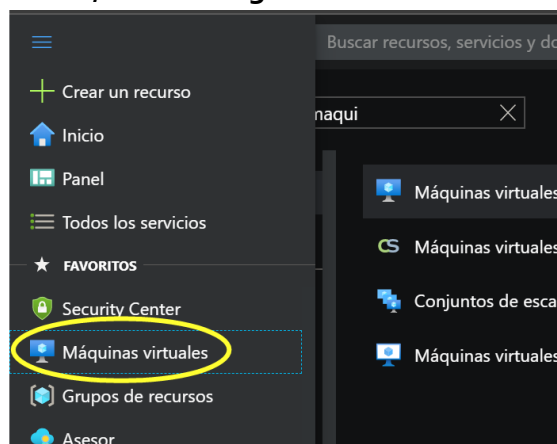 Buscar recursos, servicios y do
Crear un recurso
maqui
Inicio
Panel
Máquinas virtuales
Todos los servicios
Máquinas virtuales
FAVORITOS
Security Center
Conjuntos de esca
Máquinas virtuales
Máquinas virtuales
Grupos de recursos
Asesor